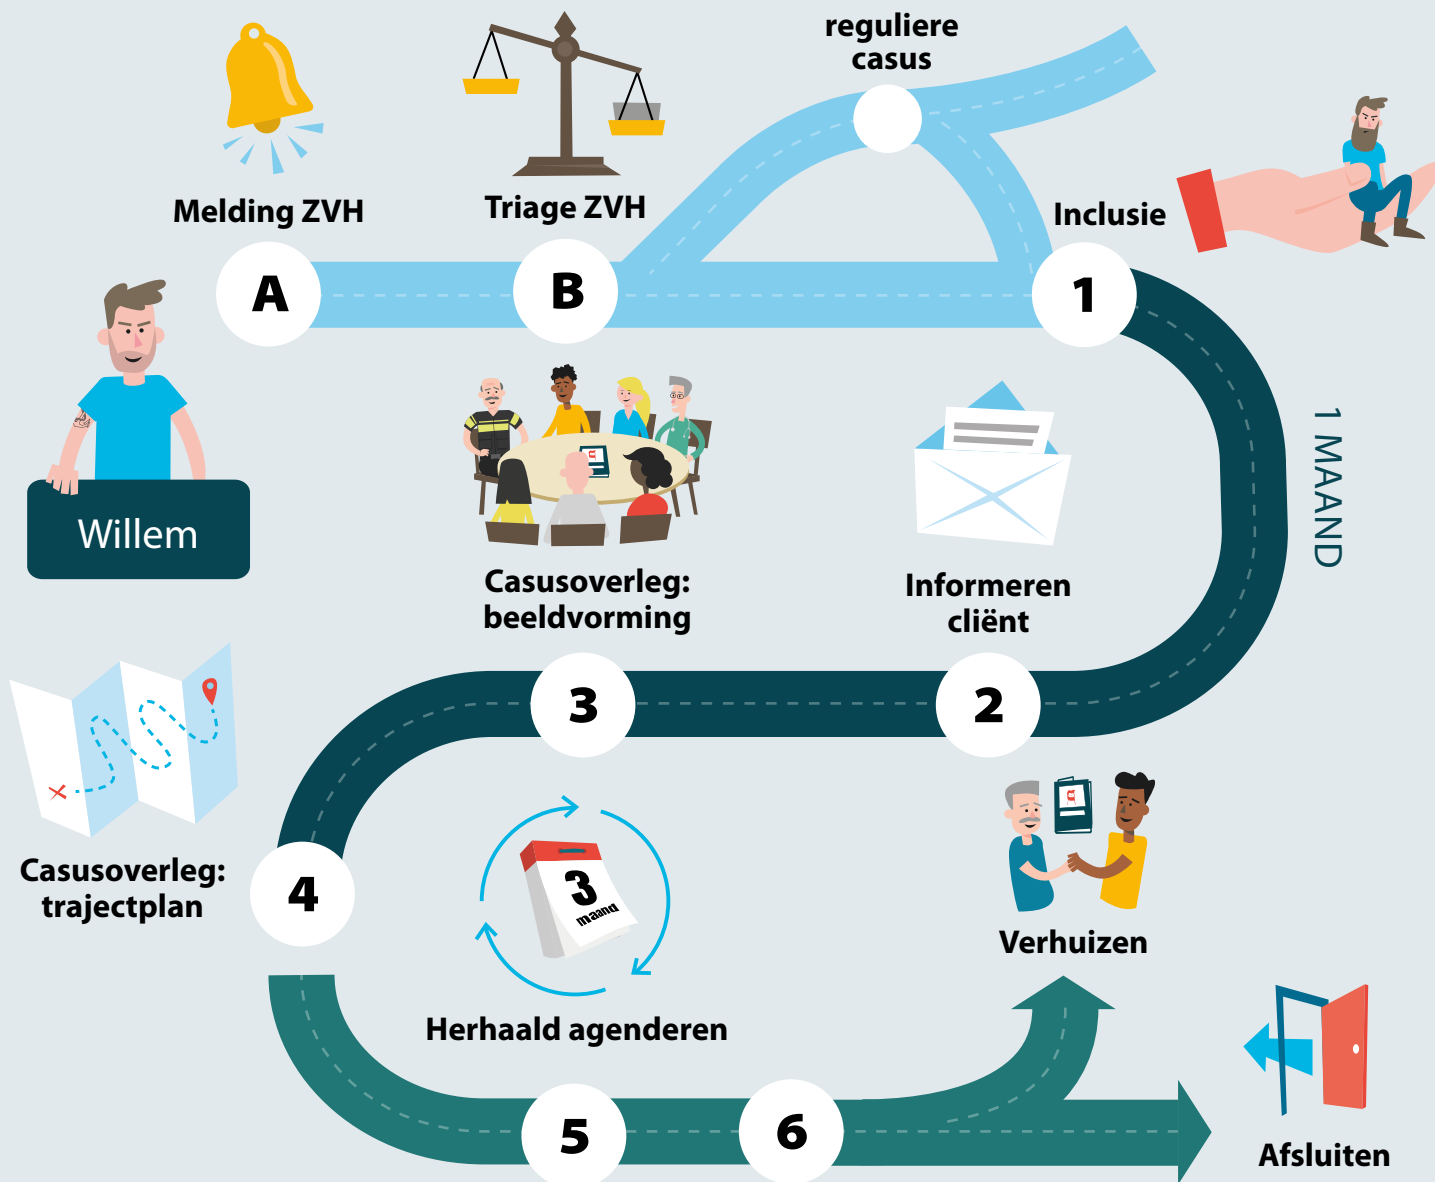 reguliere
casus
Melding ZVH
Triage ZVH
Inclusie
A
B
1
Willem
1 MAAND
Casusoverleg:
beeldvorming
Informeren
cliënt
3
2
Casusoverleg:
trajectplan
4
3
maand
Herhaald agenderen
Verhuizen
5
6
Afsluiten